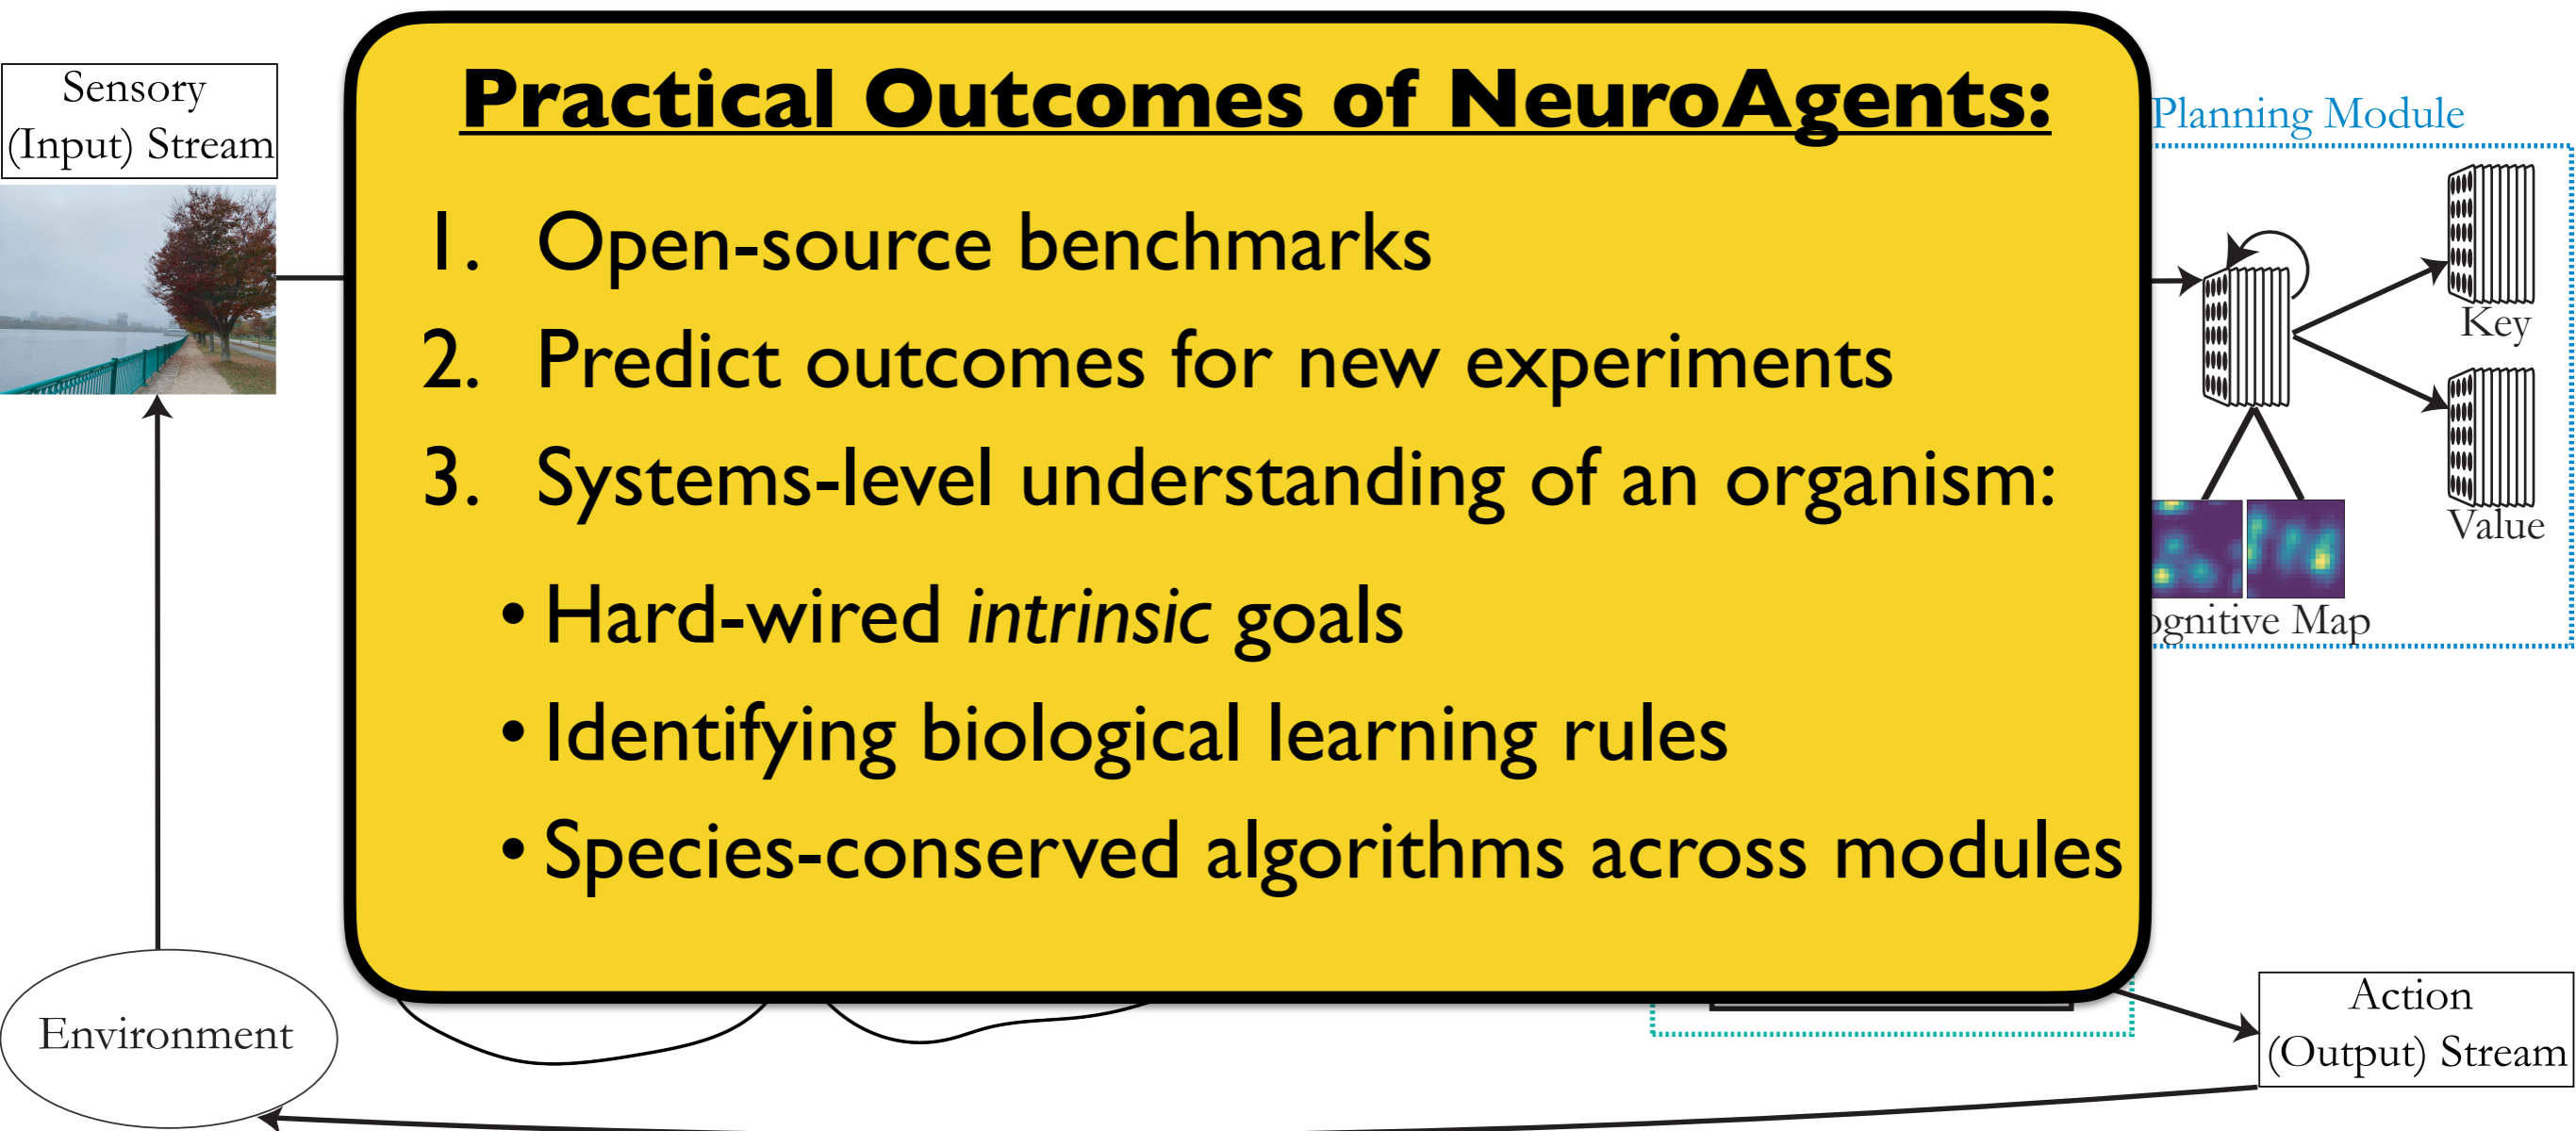 Sensory
(Input) Stream
Practical Outcomes of NeuroAgents:
1. Open-source benchmarks
2. Predict outcomes for new experiments
3. Systems-level understanding of an organism:
• Hard-wired intrinsic goals
• Identifying biological learning rules
• Species-conserved algorithms across modules
Planning Module
Key
Value
ognitive Map
Environment
Action
(Output) Stream